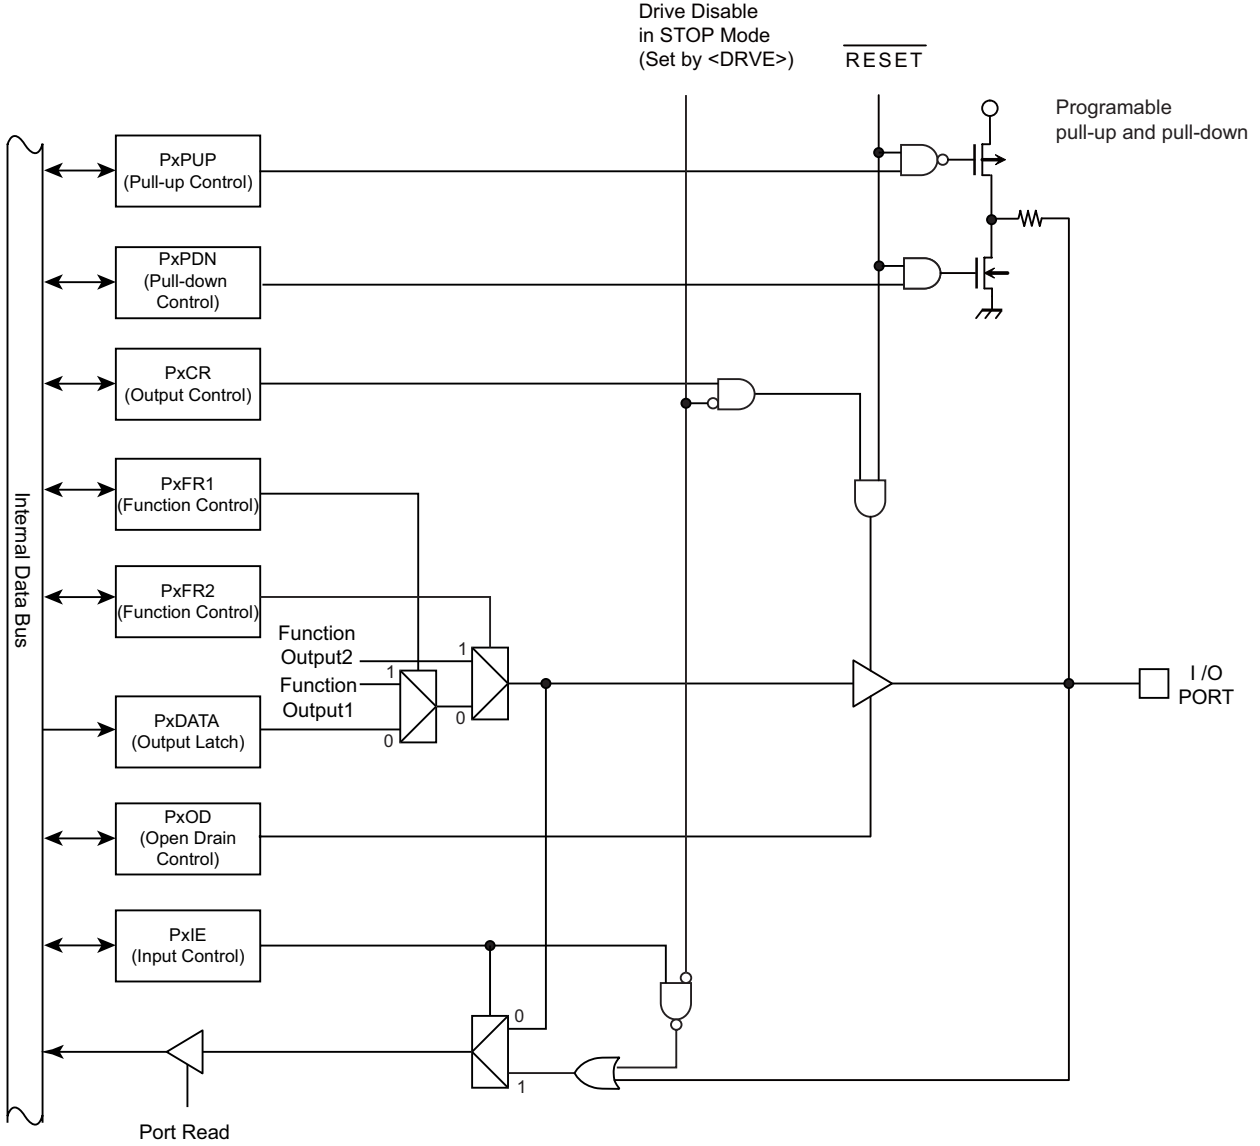 Drive Disable
in STOP Mode
(Set by <DRVE>)
RESET
Programable
pull-up and pull-down
PxPUP
(Pull-up Control)
PxPDN
(Pull-down
Control)
PxCR
(Output Control)
PxFR1
(Function Control)
Internal Data Bus
PxFR2
(Function Control)
Function
Output2
1
Function
Output1
1
0
0
I /O
PORT
PxDATA
(Output Latch)
PxOD
(Open Drain
Control)
PxIE
(Input Control)
0
1
Port Read